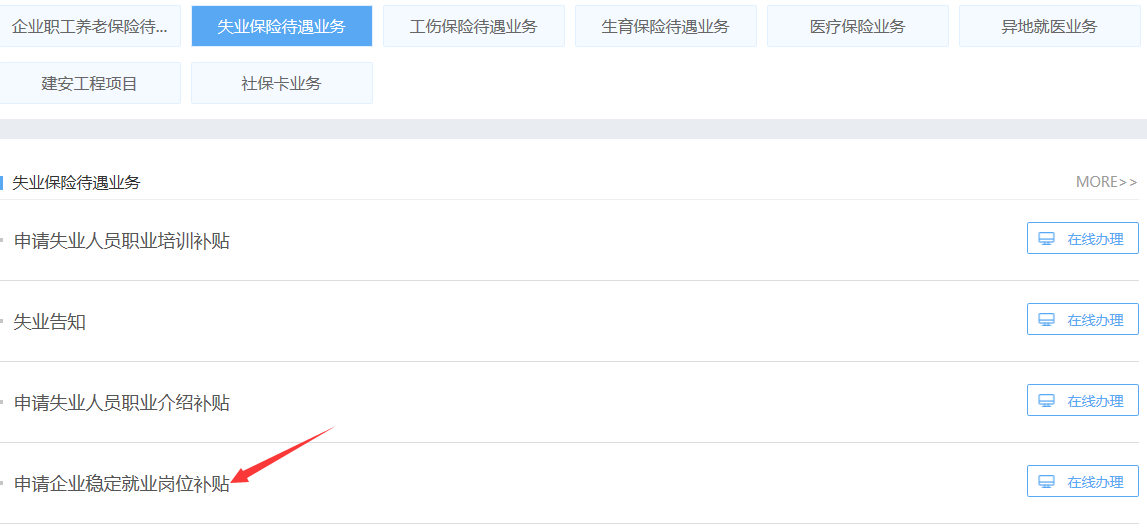 企业职工养老保险待...
失业保险待遇业务
工伤保险待遇业务
生育保险待遇业务
医疗保险业务
异地就医业务
建安工程项目
社保卡业务
失业保险待遇业务
MORE>>
申请失业人员职业培训补贴
在线办理
失业告知
在线办理
申请失业人员职业介绍补贴
在线办理
申请企业稳定就业岗位补贴
在线办理